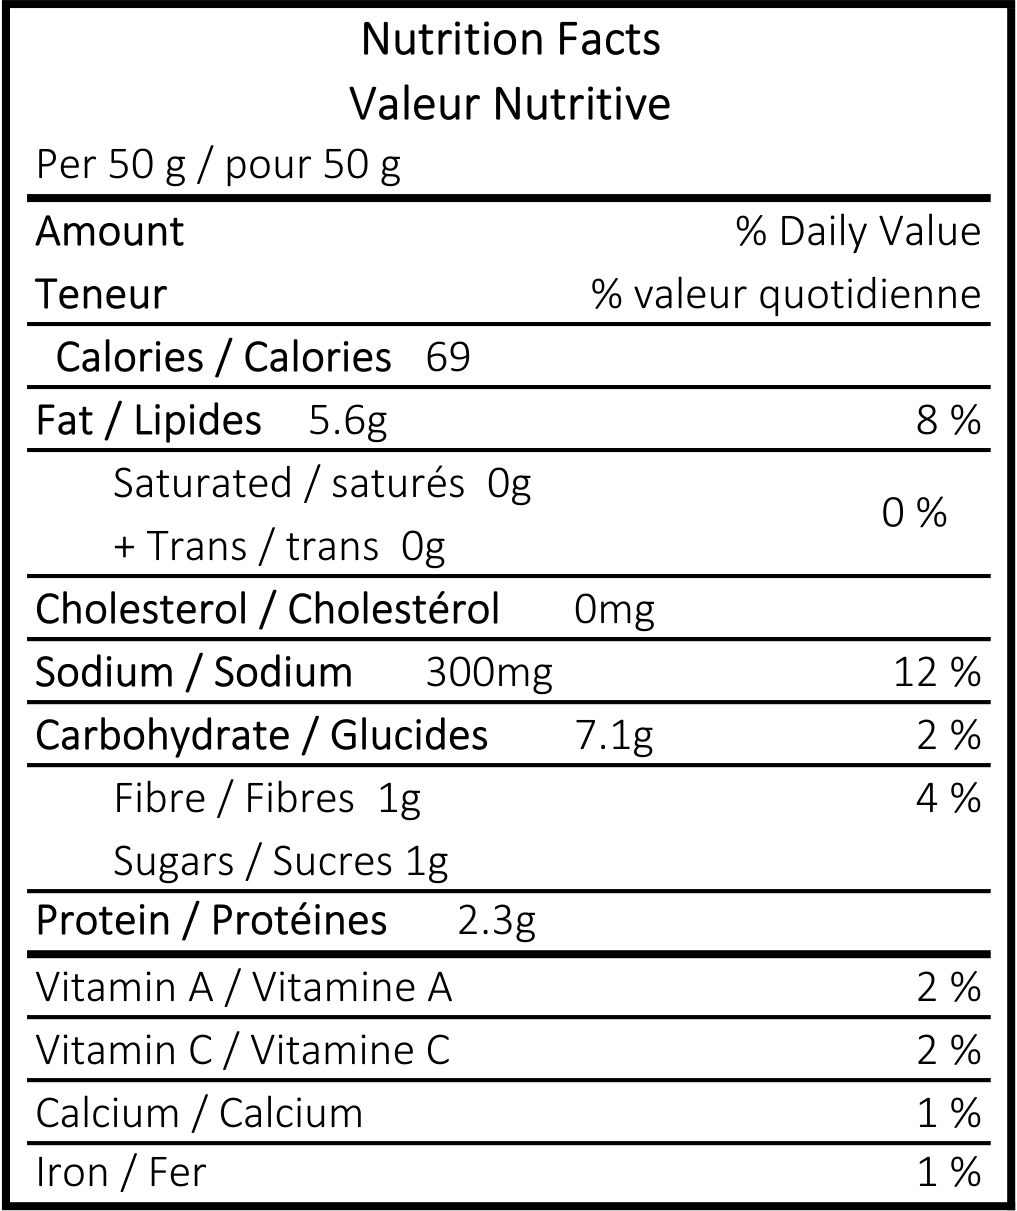 Nutrition Facts
Valeur Nutritive
Per 50 g / pour 50 g
Amount % Daily Value
Teneur % valeur quotidienne
Calories / Calories 69
Fat / Lipides 5.6g 8 %
Saturated / saturés 0g
0 %
+ Trans / trans 0g
Cholesterol / Cholestérol 0mg
Sodium / Sodium 300mg 12 %
Carbohydrate / Glucides 7.1g 2 %
Fibre / Fibres 1g 4 %
Sugars / Sucres 1g
Protein / Protéines 2.3g
Vitamin A / Vitamine A 2 %
Vitamin C / Vitamine C 2 %
Calcium / Calcium 1 %
Iron / Fer 1 %